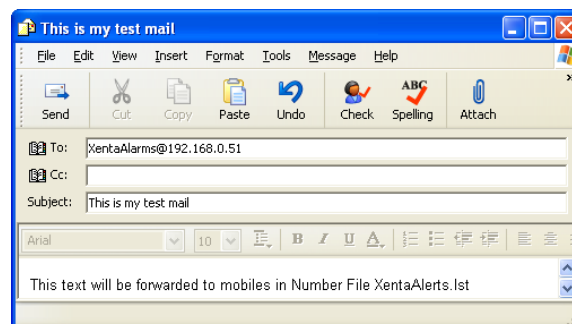 This is my test mail
File Edit View Insert Format Tools Message Help
ABC
Send Cut Copy Paste Undo Check Spelling Attach
»
To: XentaAlarms@192.168.0.51
Cc:
Subject: This is my test mail
Arial 10 B I U A
This text will be forwarded to mobiles in Number File XentaAlerts.lst